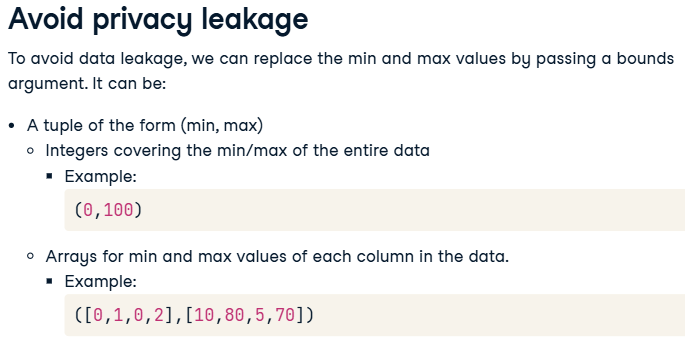 Avoid privacy leakage
To avoid data leakage, we can replace the min and max values by passing a bounds
argument. It can be:
• A tuple of the form (min, max)
◦ Integers covering the min/max of the entire data
▪ Example:
(0,100)
◦ Arrays for min and max values of each column in the data.
▪ Example:
([0,1,0,2],[10,80,5,70])